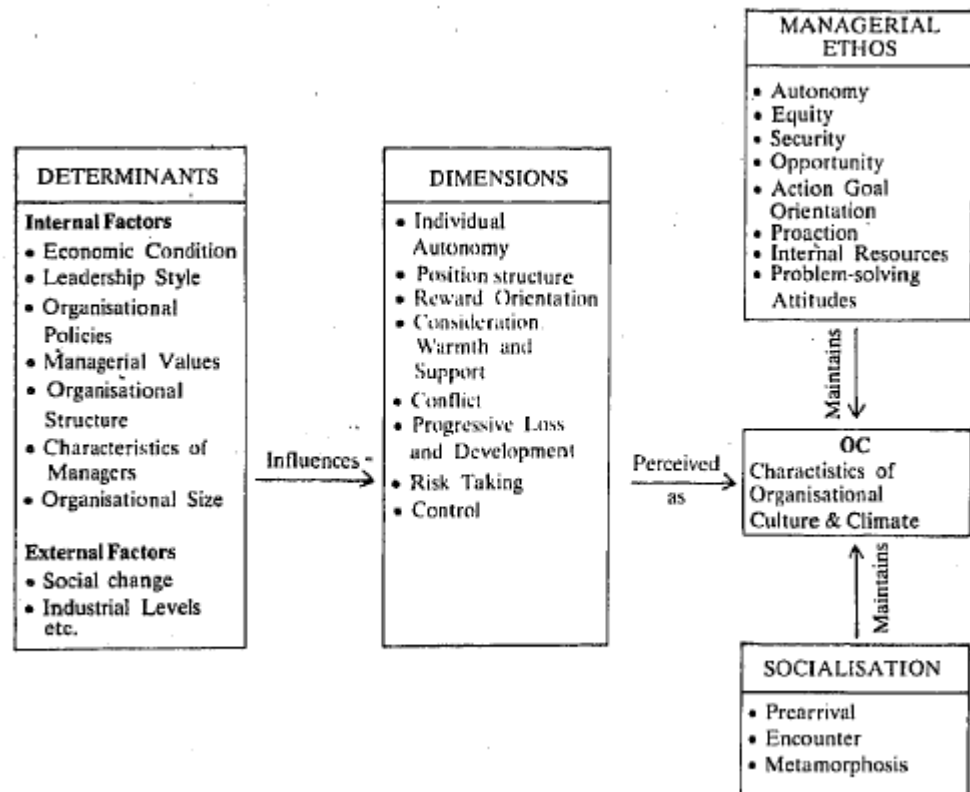 MANAGERIAL
ETHOS
• Autonomy
• Equity
• Security
• Opportunity
• Action Goal
Orientation
• Proaction
• Internal Resources
• Problem-solving
Attitudes
DETERMINANTS
Internal Factors
• Economic Condition
• Leadership Style
• Organisational
Policies
• Managerial Values
• Organisational
Structure
• Characteristics of
Managers
• Organisational Size
External Factors
• Social change
• Industrial Levels
etc.
Influences
DIMENSIONS
• Individual
Autonomy
• Position structure
• Reward Orientation
• Consideration
Warmth and
Support
• Conflict
• Progressive Loss
and Development
• Risk Taking
• Control
Perceived
as
Maintains
OC
Charactistics of
Organisational
Culture & Climate
Maintains
SOCIALISATION
• Prearrival
• Encounter
• Metamorphosis